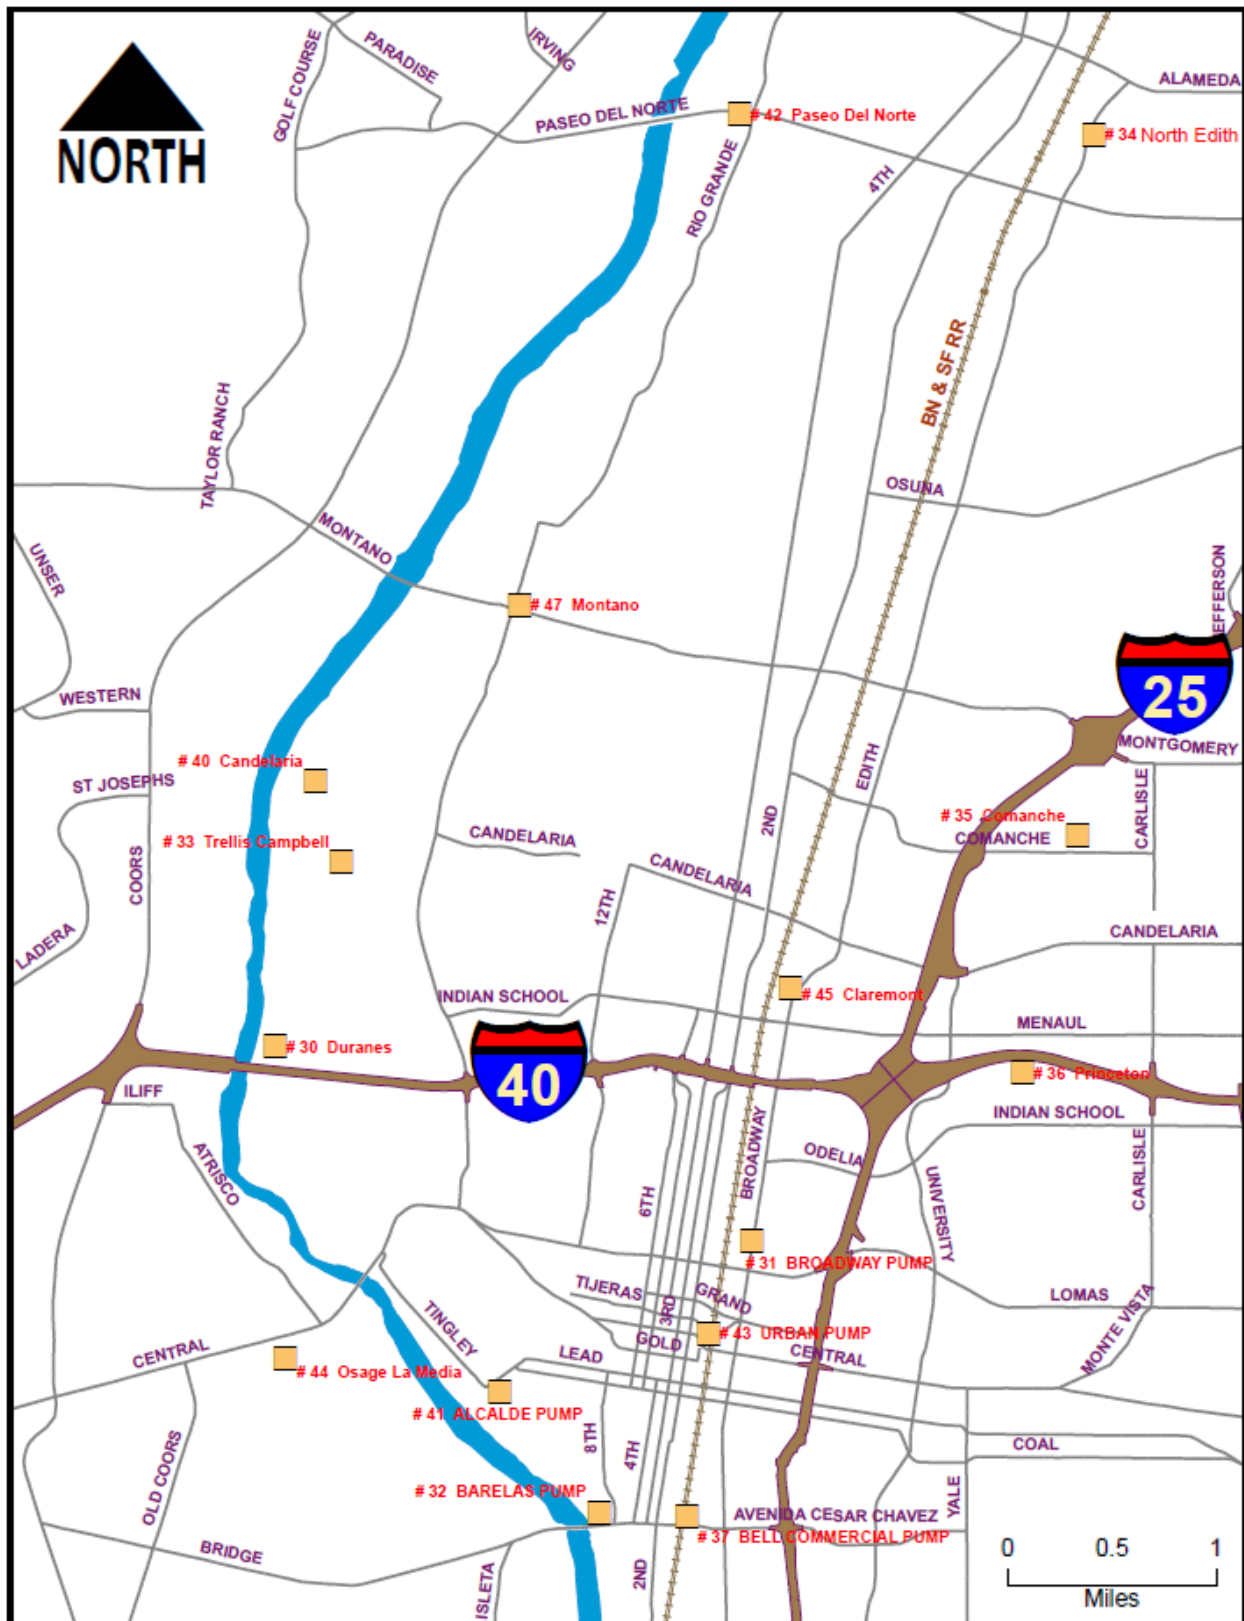 IRVING
PARADISE
GOLF COURSE
ALAMEDA
NORTH
PASEO DEL NORTE
# 42 Paseo Del Norte
# 34 North Edith
4TH
RIO GRANDE
BN & SF RR
TAYLOR RANCH
OSUNA
MONTANO
UNSER
JEFFERSON
# 47 Montano
25
WESTERN
MONTGOMERY
# 40 Candelaria
ST JOSEPHS
EDITH
CARLISLE
2ND
# 35 Comanche
COMANCHE
CANDELARIA
# 33 Trellis Campbell
COORS
CANDELARIA
12TH
LADERA
CANDELARIA
INDIAN SCHOOL
# 45 Claremont
MENAUL
# 30 Duranes
40
# 36 Princeton
ILIFF
INDIAN SCHOOL
BROADWAY
ODELIA
ATRISCO
6TH
UNIVERSITY
CARLISLE
# 31 BROADWAY PUMP
TIJERAS
GRAND
LOMAS
3RD
TINGLEY
MONTE VISTA
# 43 URBAN PUMP
GOLD
CENTRAL
LEAD
CENTRAL
# 44 Osage La Media
# 41 ALCALDE PUMP
8TH
4TH
COAL
OLD COORS
# 32 BARELAS PUMP
YALE
AVENIDA CESAR CHAVEZ
# 37 BELL COMMERCIAL PUMP
BRIDGE
ISLETA
2ND
0 0.5 1
Miles